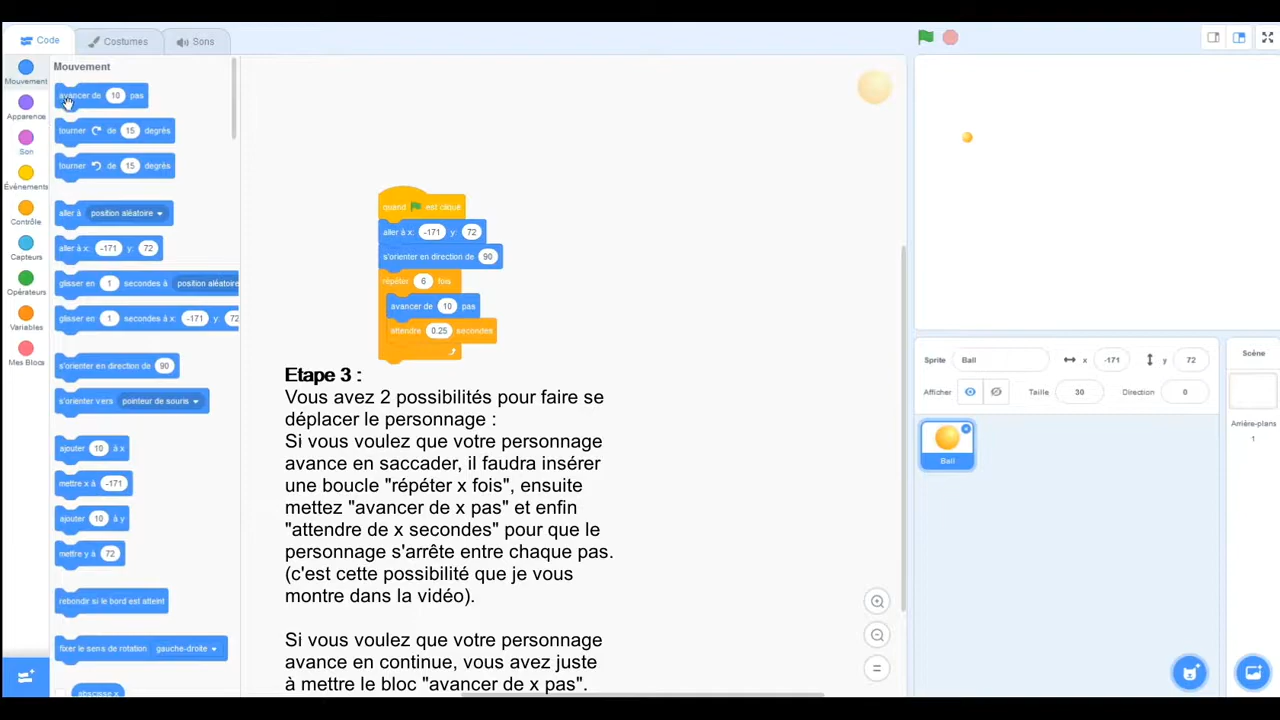 Code
Costumes
Sons
Mouvement
Apparence
Son
Événements
Contrôle
Capteurs
Opérateurs
Variables
Mes Blocs
Mouvement
avancer de 10 pas
tourner de 15 degrés
tourner de 15 degrés
aller à position aléatoire
aller à x: -171 y: 72
glisser en 1 secondes à position aléatoire
glisser en 1 secondes à x: -171 y: 72
s'orienter en direction de 90
s'orienter vers pointeur de souris
ajouter 10 à x
mettre x à -171
ajouter 10 à y
mettre y à 72
rebondir si le bord est atteint
fixer le sens de rotation gauche-droite
abscisse x
quand est cliqué
aller à x: -171 y: 72
s'orienter en direction de 90
répéter 6 fois
avancer de 10 pas
attendre 0.25 secondes
Etape 3 :
Vous avez 2 possibilités pour faire se
déplacer le personnage :
Si vous voulez que votre personnage
avance en saccader, il faudra insérer
une boucle "répéter x fois", ensuite
mettez "avancer de x pas" et enfin
"attendre de x secondes" pour que le
personnage s'arrête entre chaque pas.
(c'est cette possibilité que je vous
montre dans la vidéo).
Si vous voulez que votre personnage
avance en continue, vous avez juste
à mettre le bloc "avancer de x pas".
Sprite Ball x -171 y 72
Afficher Taille 30 Direction 0
Ball
Scène
Arrière-plans
1